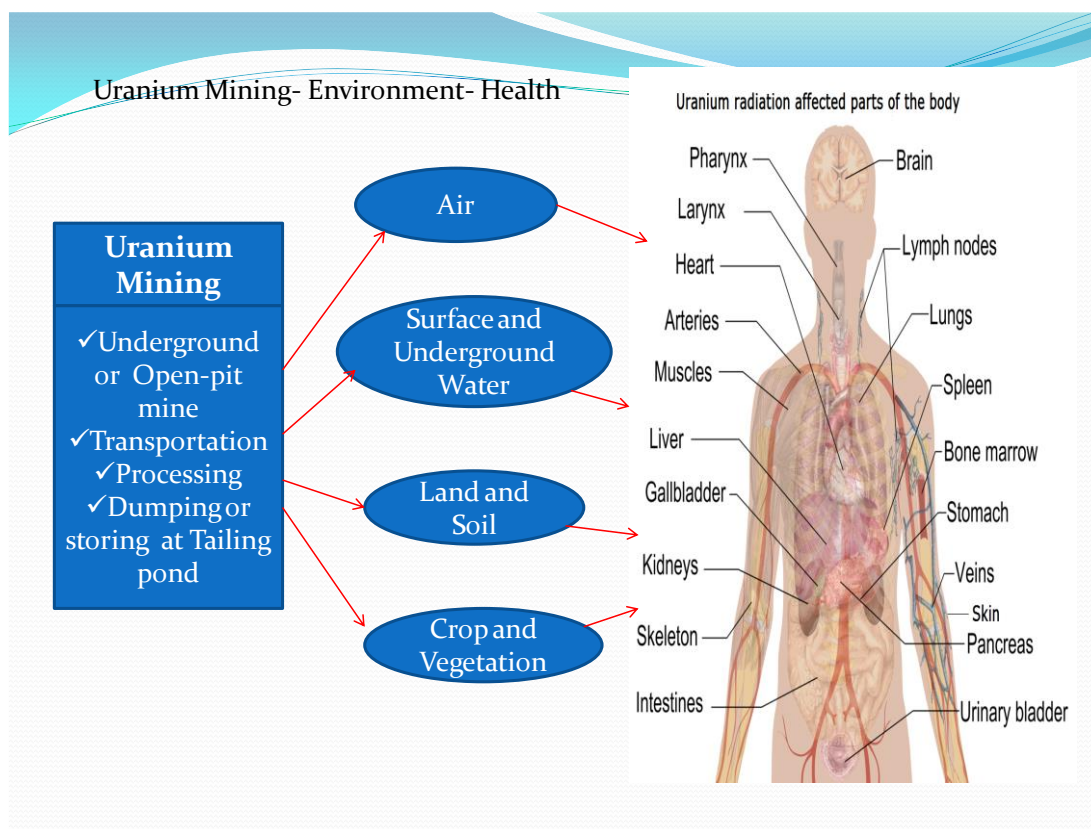 Uranium Mining- Environment- Health
Uranium
Mining
✓Underground
or Open-pit
mine
✓Transportation
✓Processing
✓Dumping or
storing at Tailing
pond
Air
Surface and
Underground
Water
Land and
Soil
Crop and
Vegetation
Uranium radiation affected parts of the body
Pharynx
Larynx
Heart
Arteries
Muscles
Liver
Gallbladder
Kidneys
Skeleton
Intestines
Brain
Lymph nodes
Lungs
Spleen
Bone marrow
Stomach
Veins
Skin
Pancreas
Urinary bladder